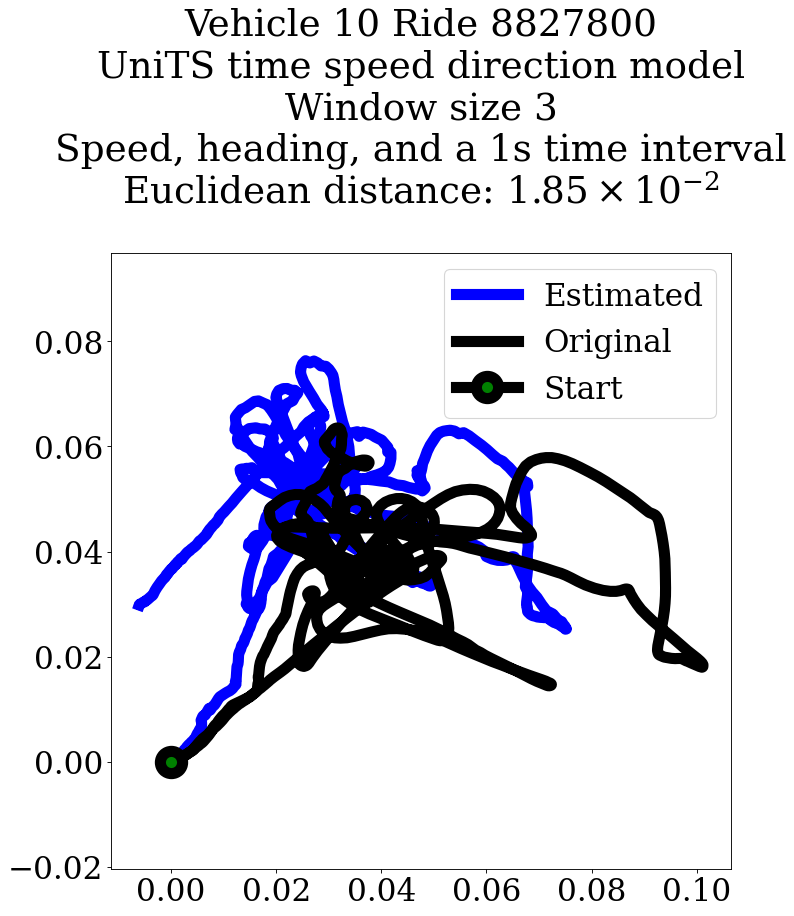 Vehicle 10 Ride 8827800
UniTS time speed direction model
Window size 3
Speed, heading, and a 1s time interval
Euclidean distance: 1.85 × 10⁻²
Estimated
Original
Start
0.08
0.06
0.04
0.02
0.00
−0.02
0.00 0.02 0.04 0.06 0.08 0.10